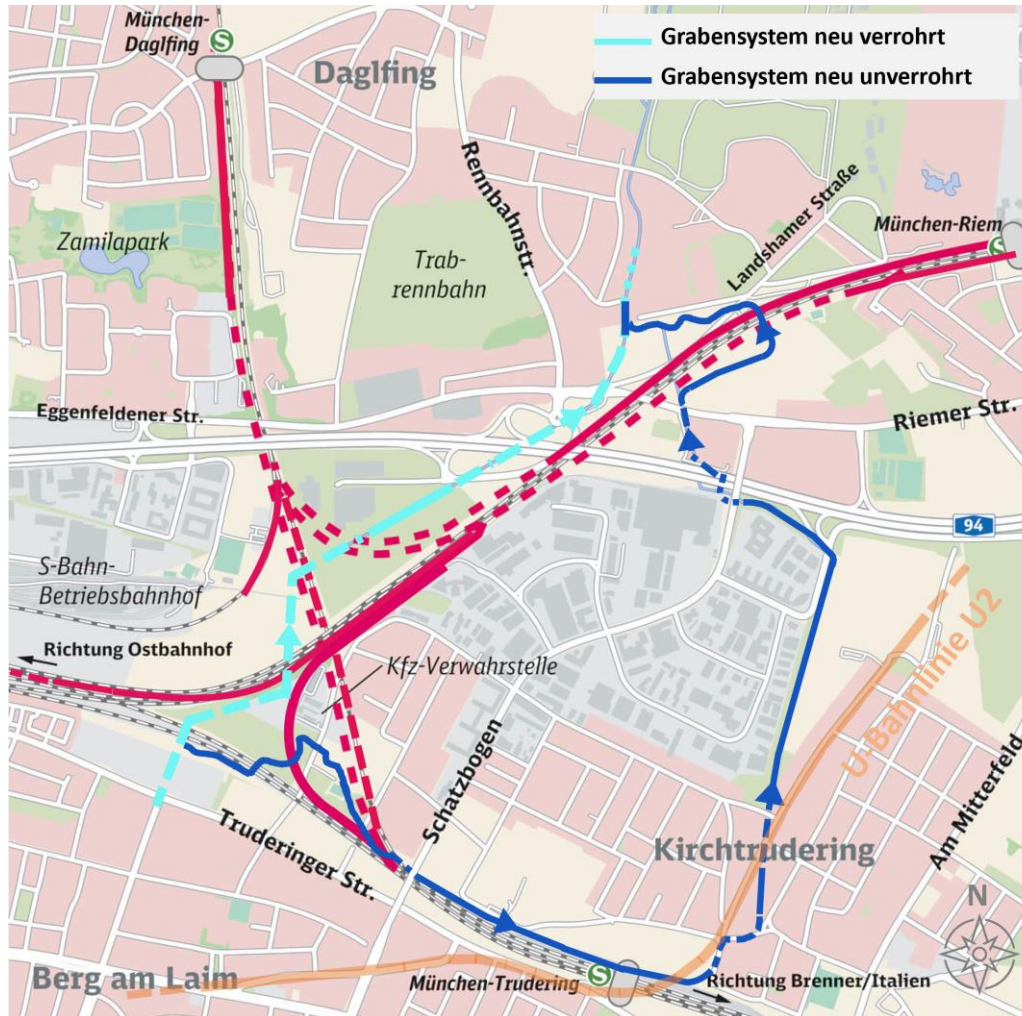 München-
Daglfing
S
Daglfing
Grabensystem neu verrohrt
Grabensystem neu unverrohrt
Rennbahnstr.
Landshamer Straße
München-Riem
S
Zamilapark
Trab-
rennbahn
Eggenfeldener Str.
Riemer Str.
94
S-Bahn-
Betriebsbahnhof
Richtung Ostbahnhof
Kfz-Verwahrstelle
U-Bahnlinie U2
Schatzbogen
Am Mitterfeld
Truderinger Str.
Kirchtrudering
N
Berg am Laim
München-Trudering
S
Richtung Brenner/Italien